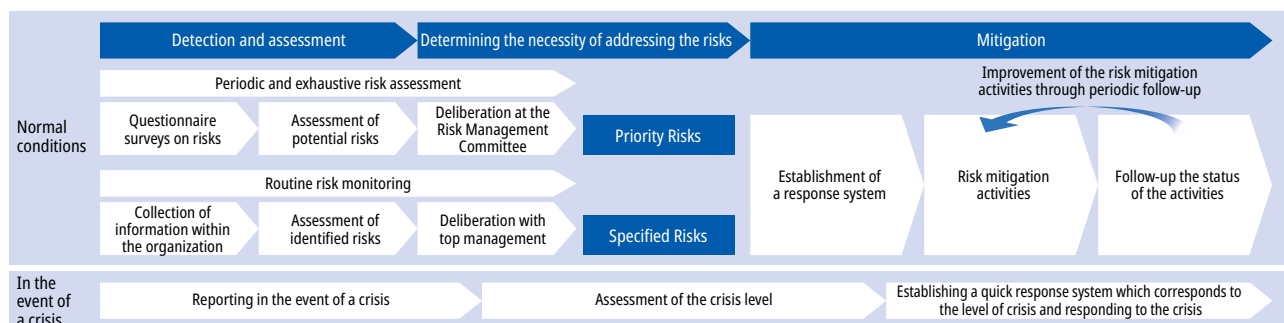 Detection and assessment
Determining the necessity of addressing the risks
Mitigation
Normal
conditions
Periodic and exhaustive risk assessment
Questionnaire
surveys on risks
Assessment of
potential risks
Deliberation at the
Risk Management
Committee
Priority Risks
Routine risk monitoring
Collection of
information within
the organization
Assessment of
identified risks
Deliberation with
top management
Specified Risks
Improvement of the risk mitigation
activities through periodic follow-up
Establishment of
a response system
Risk mitigation
activities
Follow-up the status
of the activities
In the
event of
a crisis
Reporting in the event of a crisis
Assessment of the crisis level
Establishing a quick response system which corresponds to
the level of crisis and responding to the crisis